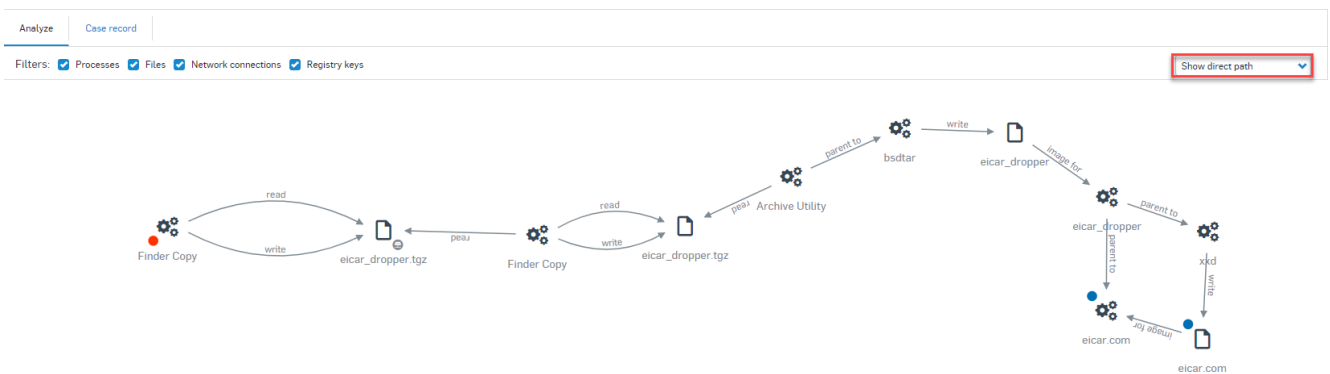 Analyze
Case record
Filters: Processes Files Network connections Registry keys
Show direct path
read
write
Finder Copy
eicar_dropper.tgz
read
Finder Copy
read
write
eicar_dropper.tgz
read
Archive Utility
parent to
bsdtar
write
eicar_dropper
image for
eicar_dropper
parent to
xxd
parent to
write
eicar.com
image for
eicar.com